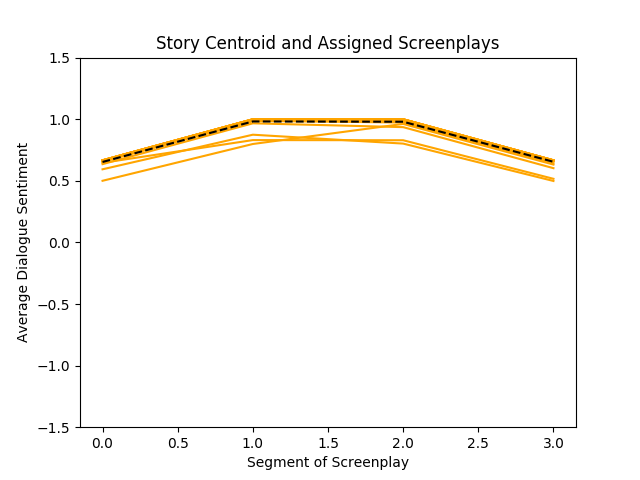 Story Centroid and Assigned Screenplays
Average Dialogue Sentiment
1.5
1.0
0.5
0.0
−0.5
−1.0
−1.5
0.0 0.5 1.0 1.5 2.0 2.5 3.0
Segment of Screenplay